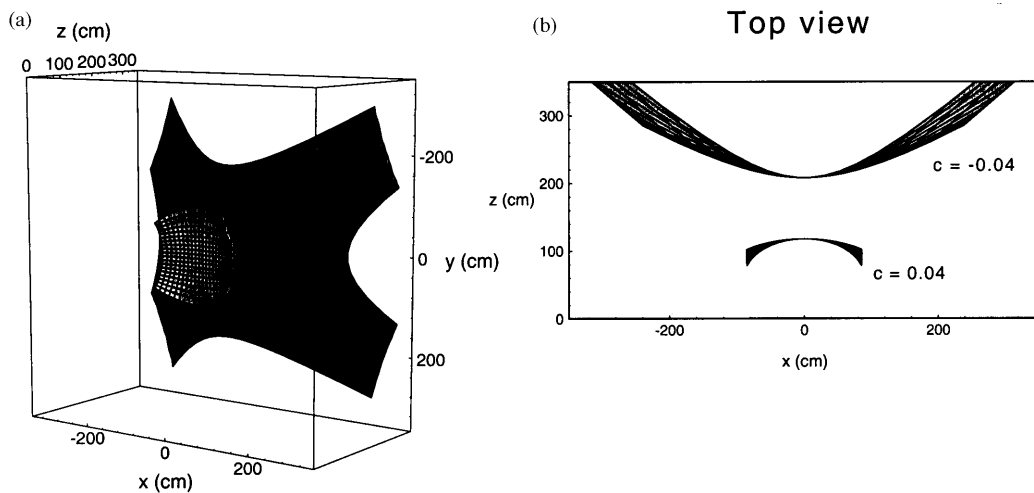 (a)
z (cm)
0 100 200 300
-200
0 y (cm)
200
-200 0 200
x (cm)
(b) Top view
300
200
z (cm)
100
0
c = -0.04
c = 0.04
-200 0 200
x (cm)